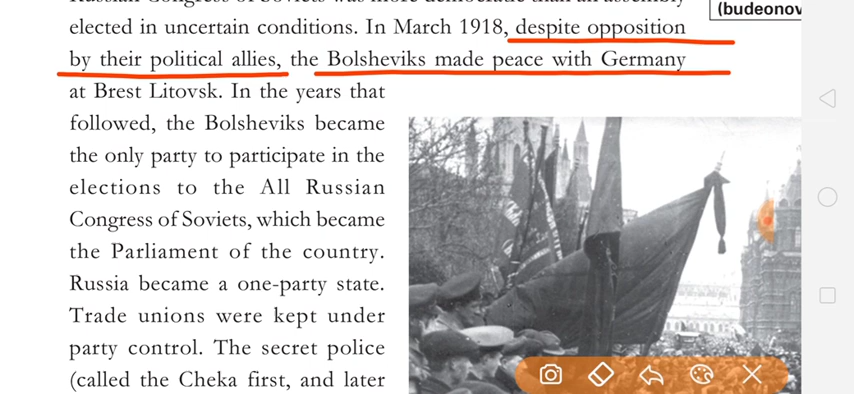 elected in uncertain conditions. In March 1918, despite opposition
by their political allies, the Bolsheviks made peace with Germany
at Brest Litovsk. In the years that
followed, the Bolsheviks became
the only party to participate in the
elections to the All Russian
Congress of Soviets, which became
the Parliament of the country.
Russia became a one-party state.
Trade unions were kept under
party control. The secret police
(called the Cheka first, and later
(budeonov